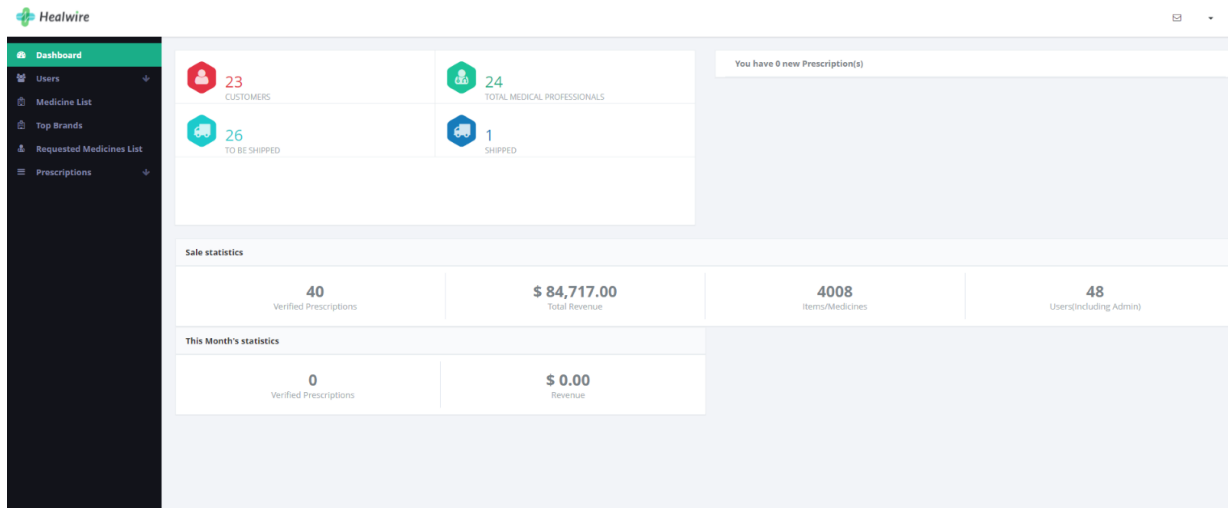 Healwire
Dashboard
Users
Medicine List
Top Brands
Requested Medicines List
Prescriptions
23
CUSTOMERS
24
TOTAL MEDICAL PROFESSIONALS
26
TO BE SHIPPED
1
SHIPPED
You have 0 new Prescription(s)
Sale statistics
40
Verified Prescriptions
$ 84,717.00
Total Revenue
4008
Items/Medicines
48
Users(Including Admin)
This Month's statistics
0
Verified Prescriptions
$ 0.00
Revenue